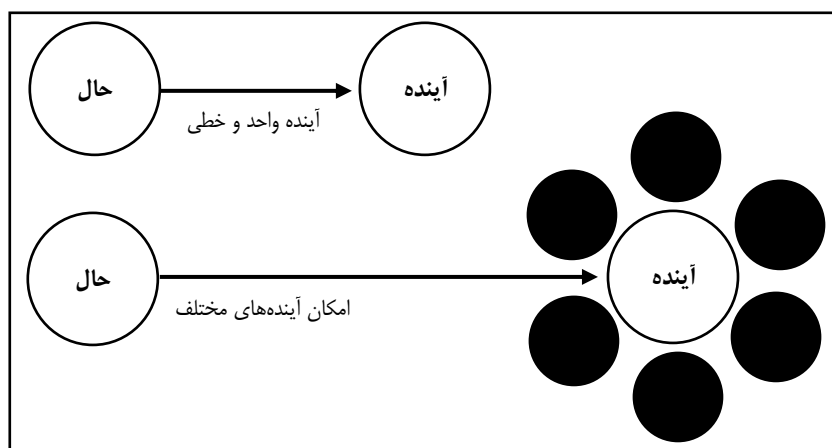 حال
آینده
آینده واحد و خطی
حال
آینده
امکان آینده‌های مختلف